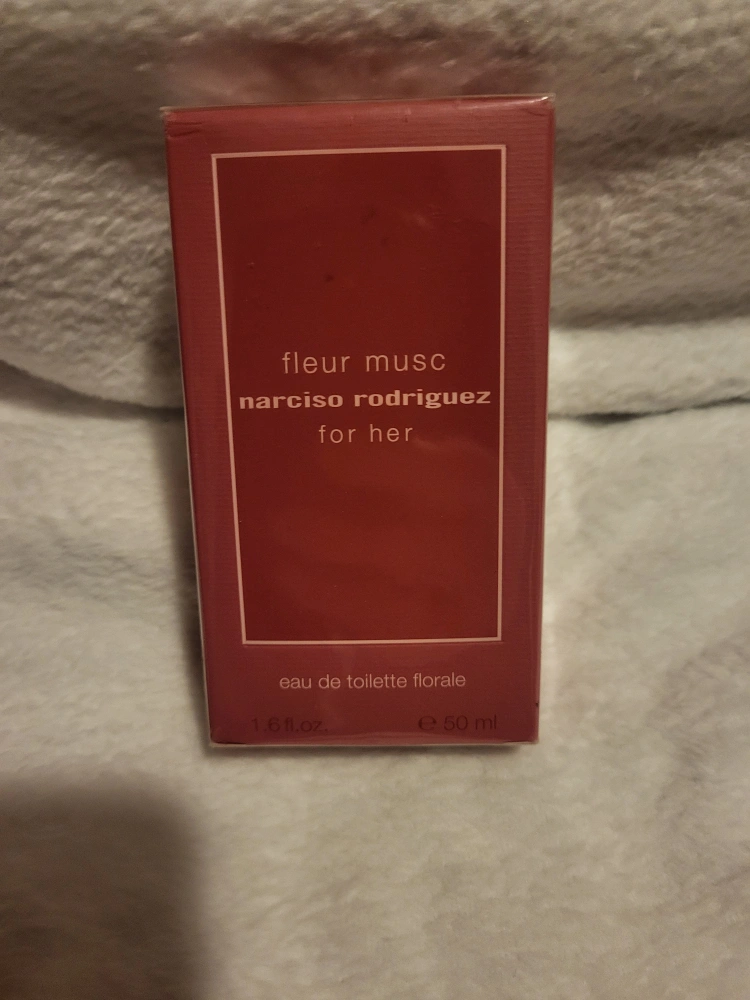 fleur musc
narciso rodriguez
for her
eau de toilette florale
1.6 fl.oz. ℮ 50 ml